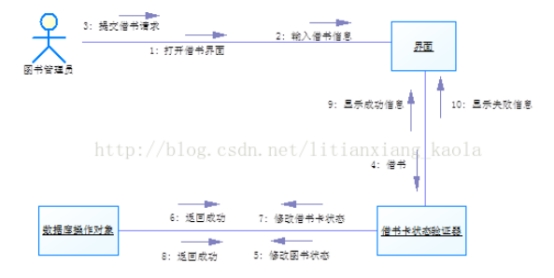 3: 提交借书请求
2: 输入借书信息
1: 打开借书界面
界面
图书管理员
9: 显示成功信息
10: 显示失败信息
http://blog.csdn.net/litianxiang_kaola
4: 借书
6: 返回成功
7: 修改借书卡状态
数据库操作对象
借书卡状态验证器
8: 返回成功
5: 修改图书状态